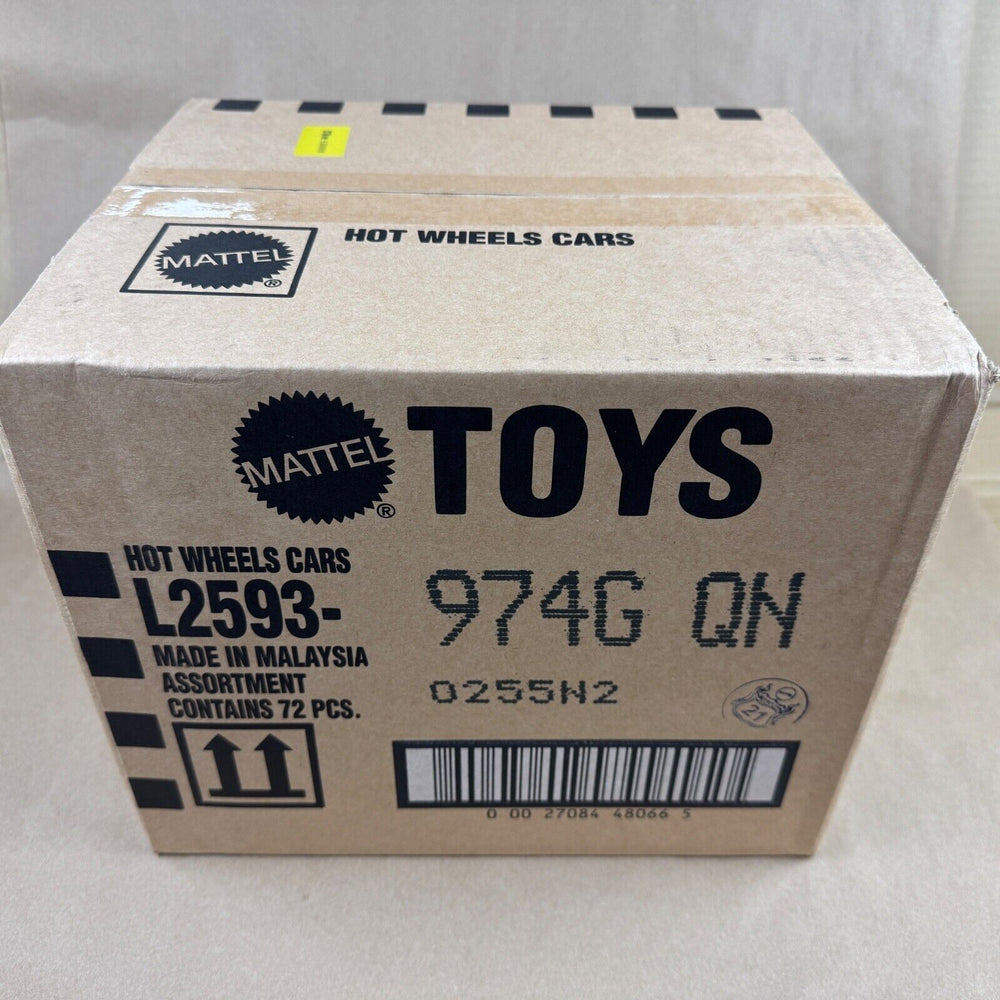 MATTEL
®
HOT WHEELS CARS
MATTEL ® TOYS
HOT WHEELS CARS
L2593-
974G QN
MADE IN MALAYSIA
ASSORTMENT
0255N2
CONTAINS 72 PCS.
21
0 00 27084 48066 5